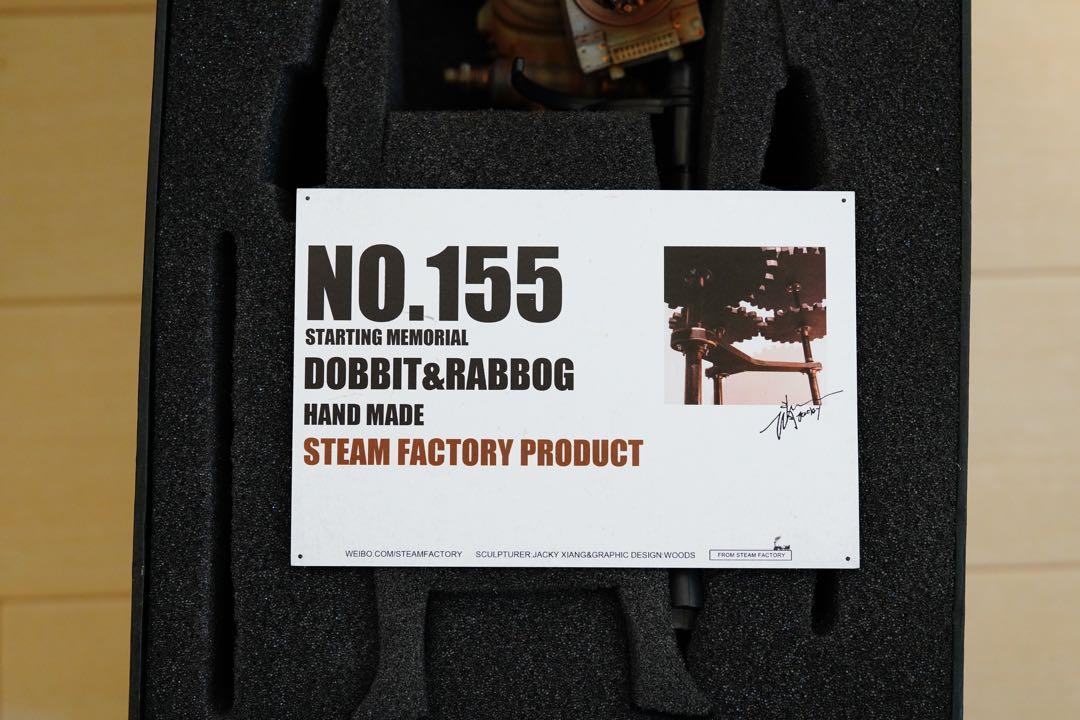 NO.155
STARTING MEMORIAL
DOBBIT&RABBOG
HAND MADE
STEAM FACTORY PRODUCT
WEIBO.COM/STEAMFACTORY SCULPTURER:JACKY XIANG&GRAPHIC DESIGN:WOODS FROM STEAM FACTORY